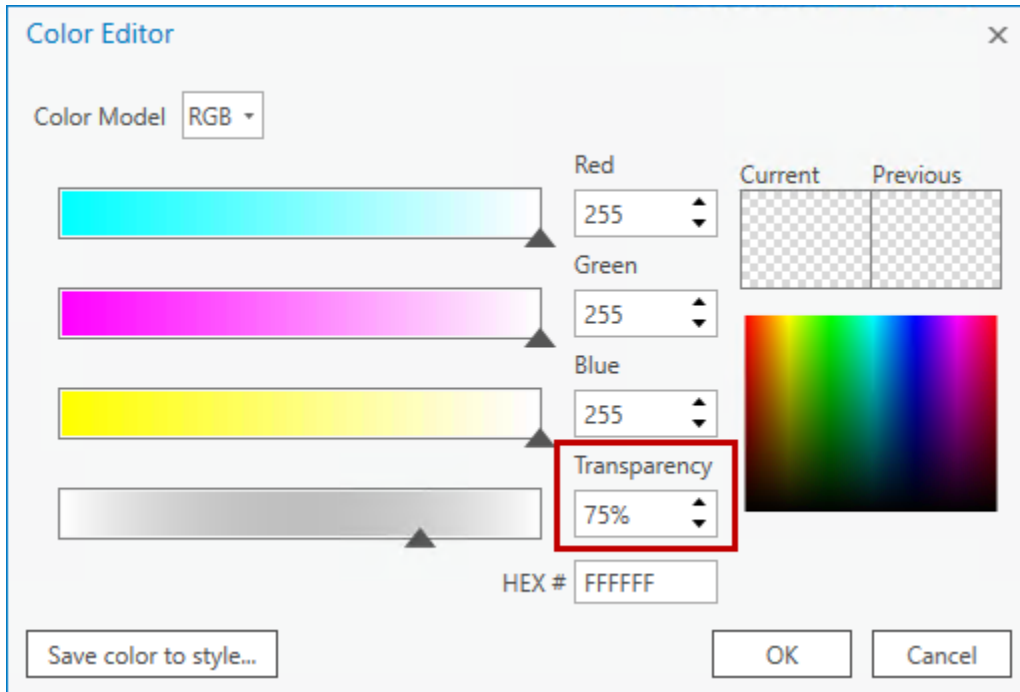 Color Editor
Color Model RGB
Red
255
Green
255
Blue
255
Transparency
75%
HEX # FFFFFF
Current Previous
Save color to style...
OK
Cancel